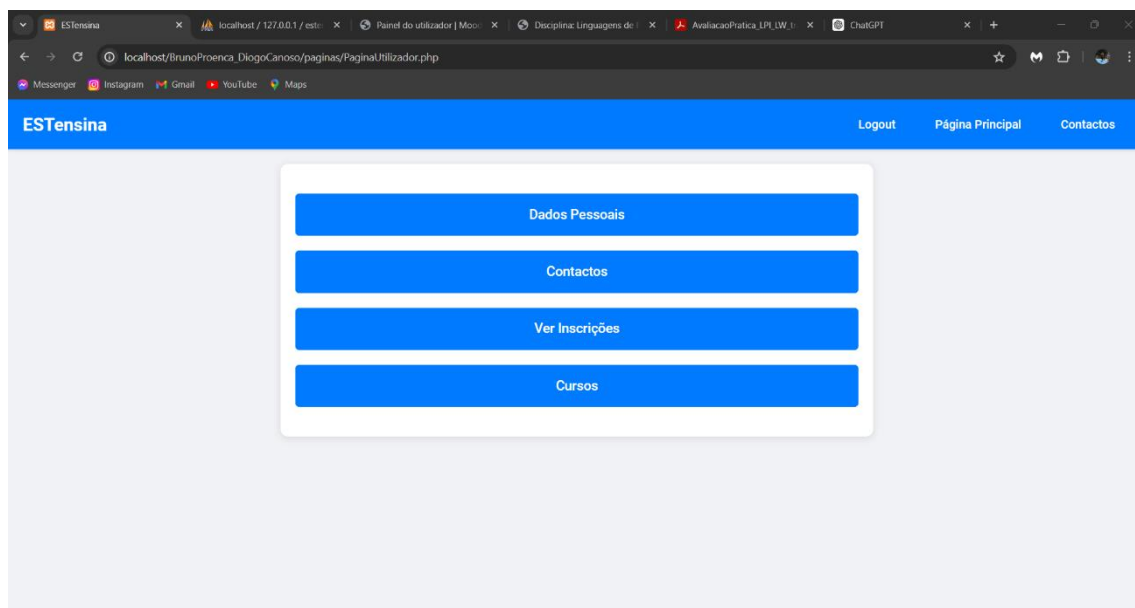 ESTensina
localhost / 127.0.0.1 / este
Painel do utilizador | Mood
Disciplina: Linguagens de
AvaliacaoPratica_LPI_LW_t
ChatGPT
localhost/BrunoProenca_DiogoCanoso/paginas/PaginaUtilizador.php
Messenger Instagram Gmail YouTube Maps
ESTensina Logout Página Principal Contactos
Dados Pessoais
Contactos
Ver Inscrições
Cursos